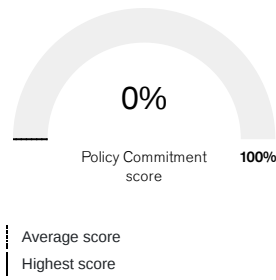 0%
Policy Commitment 100%
score
Average score
Highest score